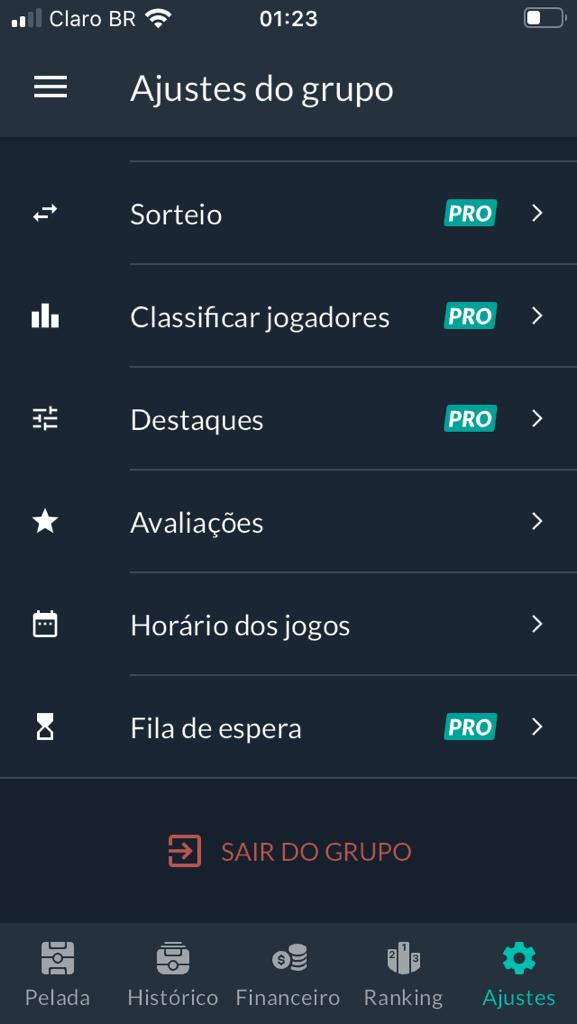 Claro BR 01:23
Ajustes do grupo
Sorteio PRO
Classificar jogadores PRO
Destaques PRO
Avaliações
Horário dos jogos
Fila de espera PRO
SAIR DO GRUPO
Pelada Histórico Financeiro Ranking Ajustes